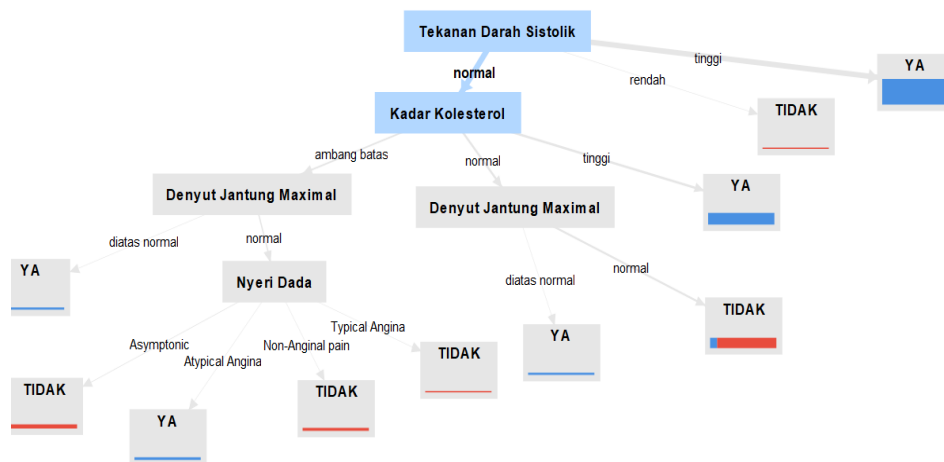 Tekanan Darah Sistolik
tinggi
YA
normal
rendah
TIDAK
Kadar Kolesterol
ambang batas
normal
tinggi
YA
Denyut Jantung Maximal
Denyut Jantung Maximal
diatas normal
normal
YA
Nyeri Dada
diatas normal
normal
TIDAK
Asymptonic
Atypical Angina
Non-Anginal pain
Typical Angina
YA
TIDAK
TIDAK
YA
TIDAK